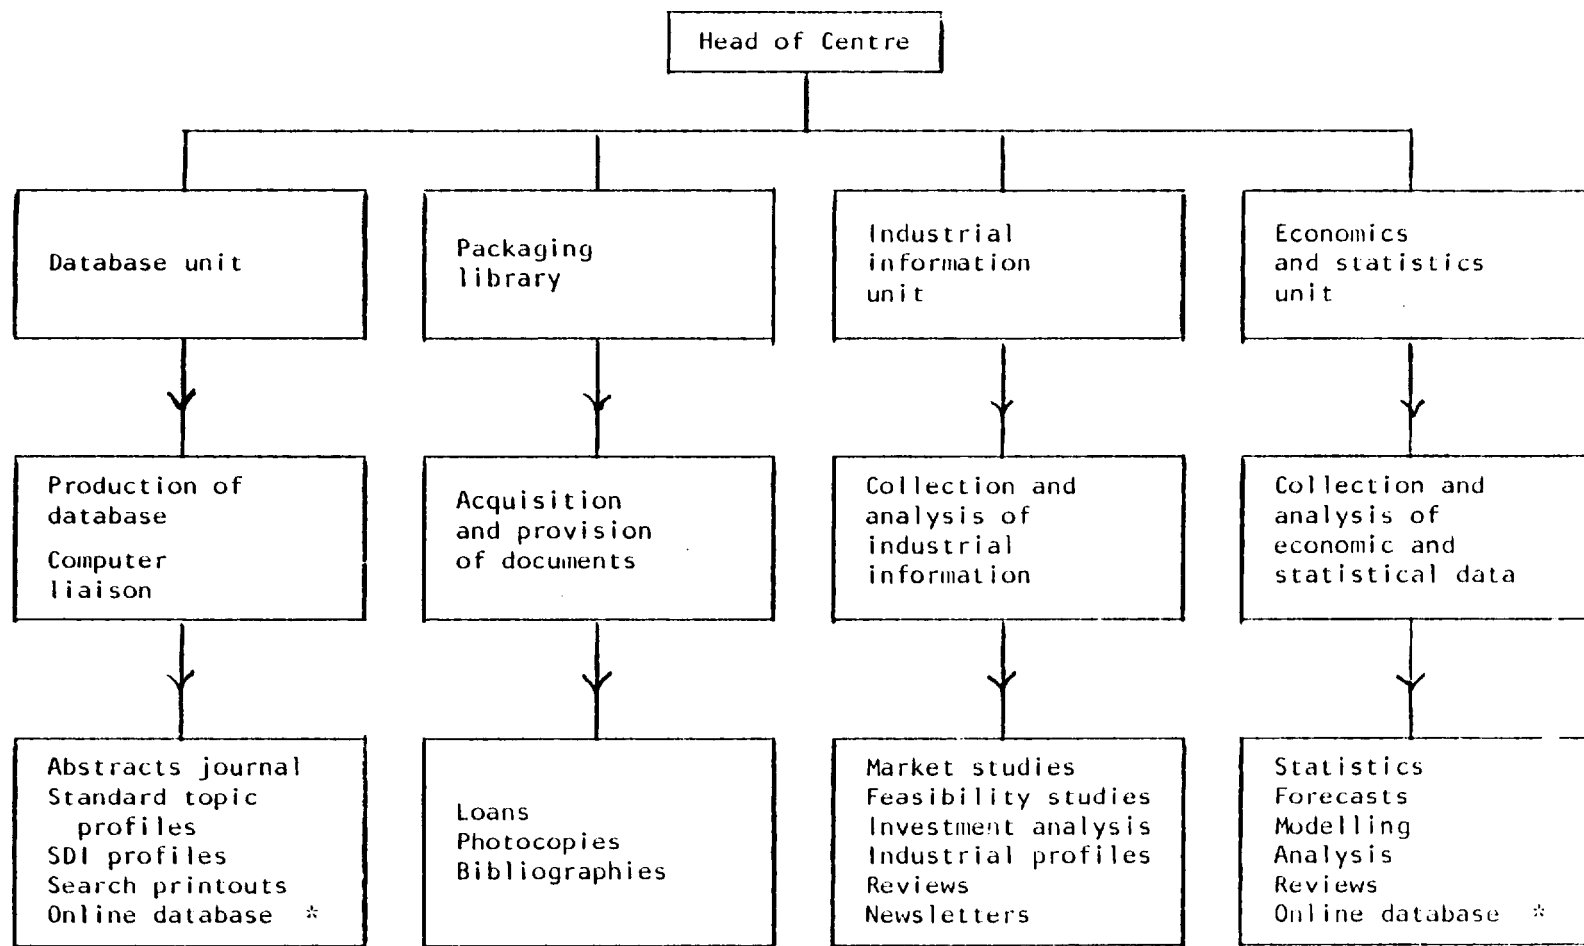 Head of Centre
Database unit
Packaging
library
Industrial
information
unit
Economics
and statistics
unit
Production of
database
Computer
liaison
Acquisition
and provision
of documents
Collection and
analysis of
industrial
information
Collection and
analysis of
economic and
statistical data
Abstracts journal
Standard topic
profiles
SDI profiles
Search printouts
Online database *
Loans
Photocopies
Bibliographies
Market studies
Feasibility studies
Investment analysis
Industrial profiles
Reviews
Newsletters
Statistics
Forecasts
Modelling
Analysis
Reviews
Online database *